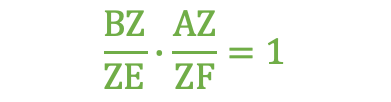 BZ/ZE · AZ/ZF = 1